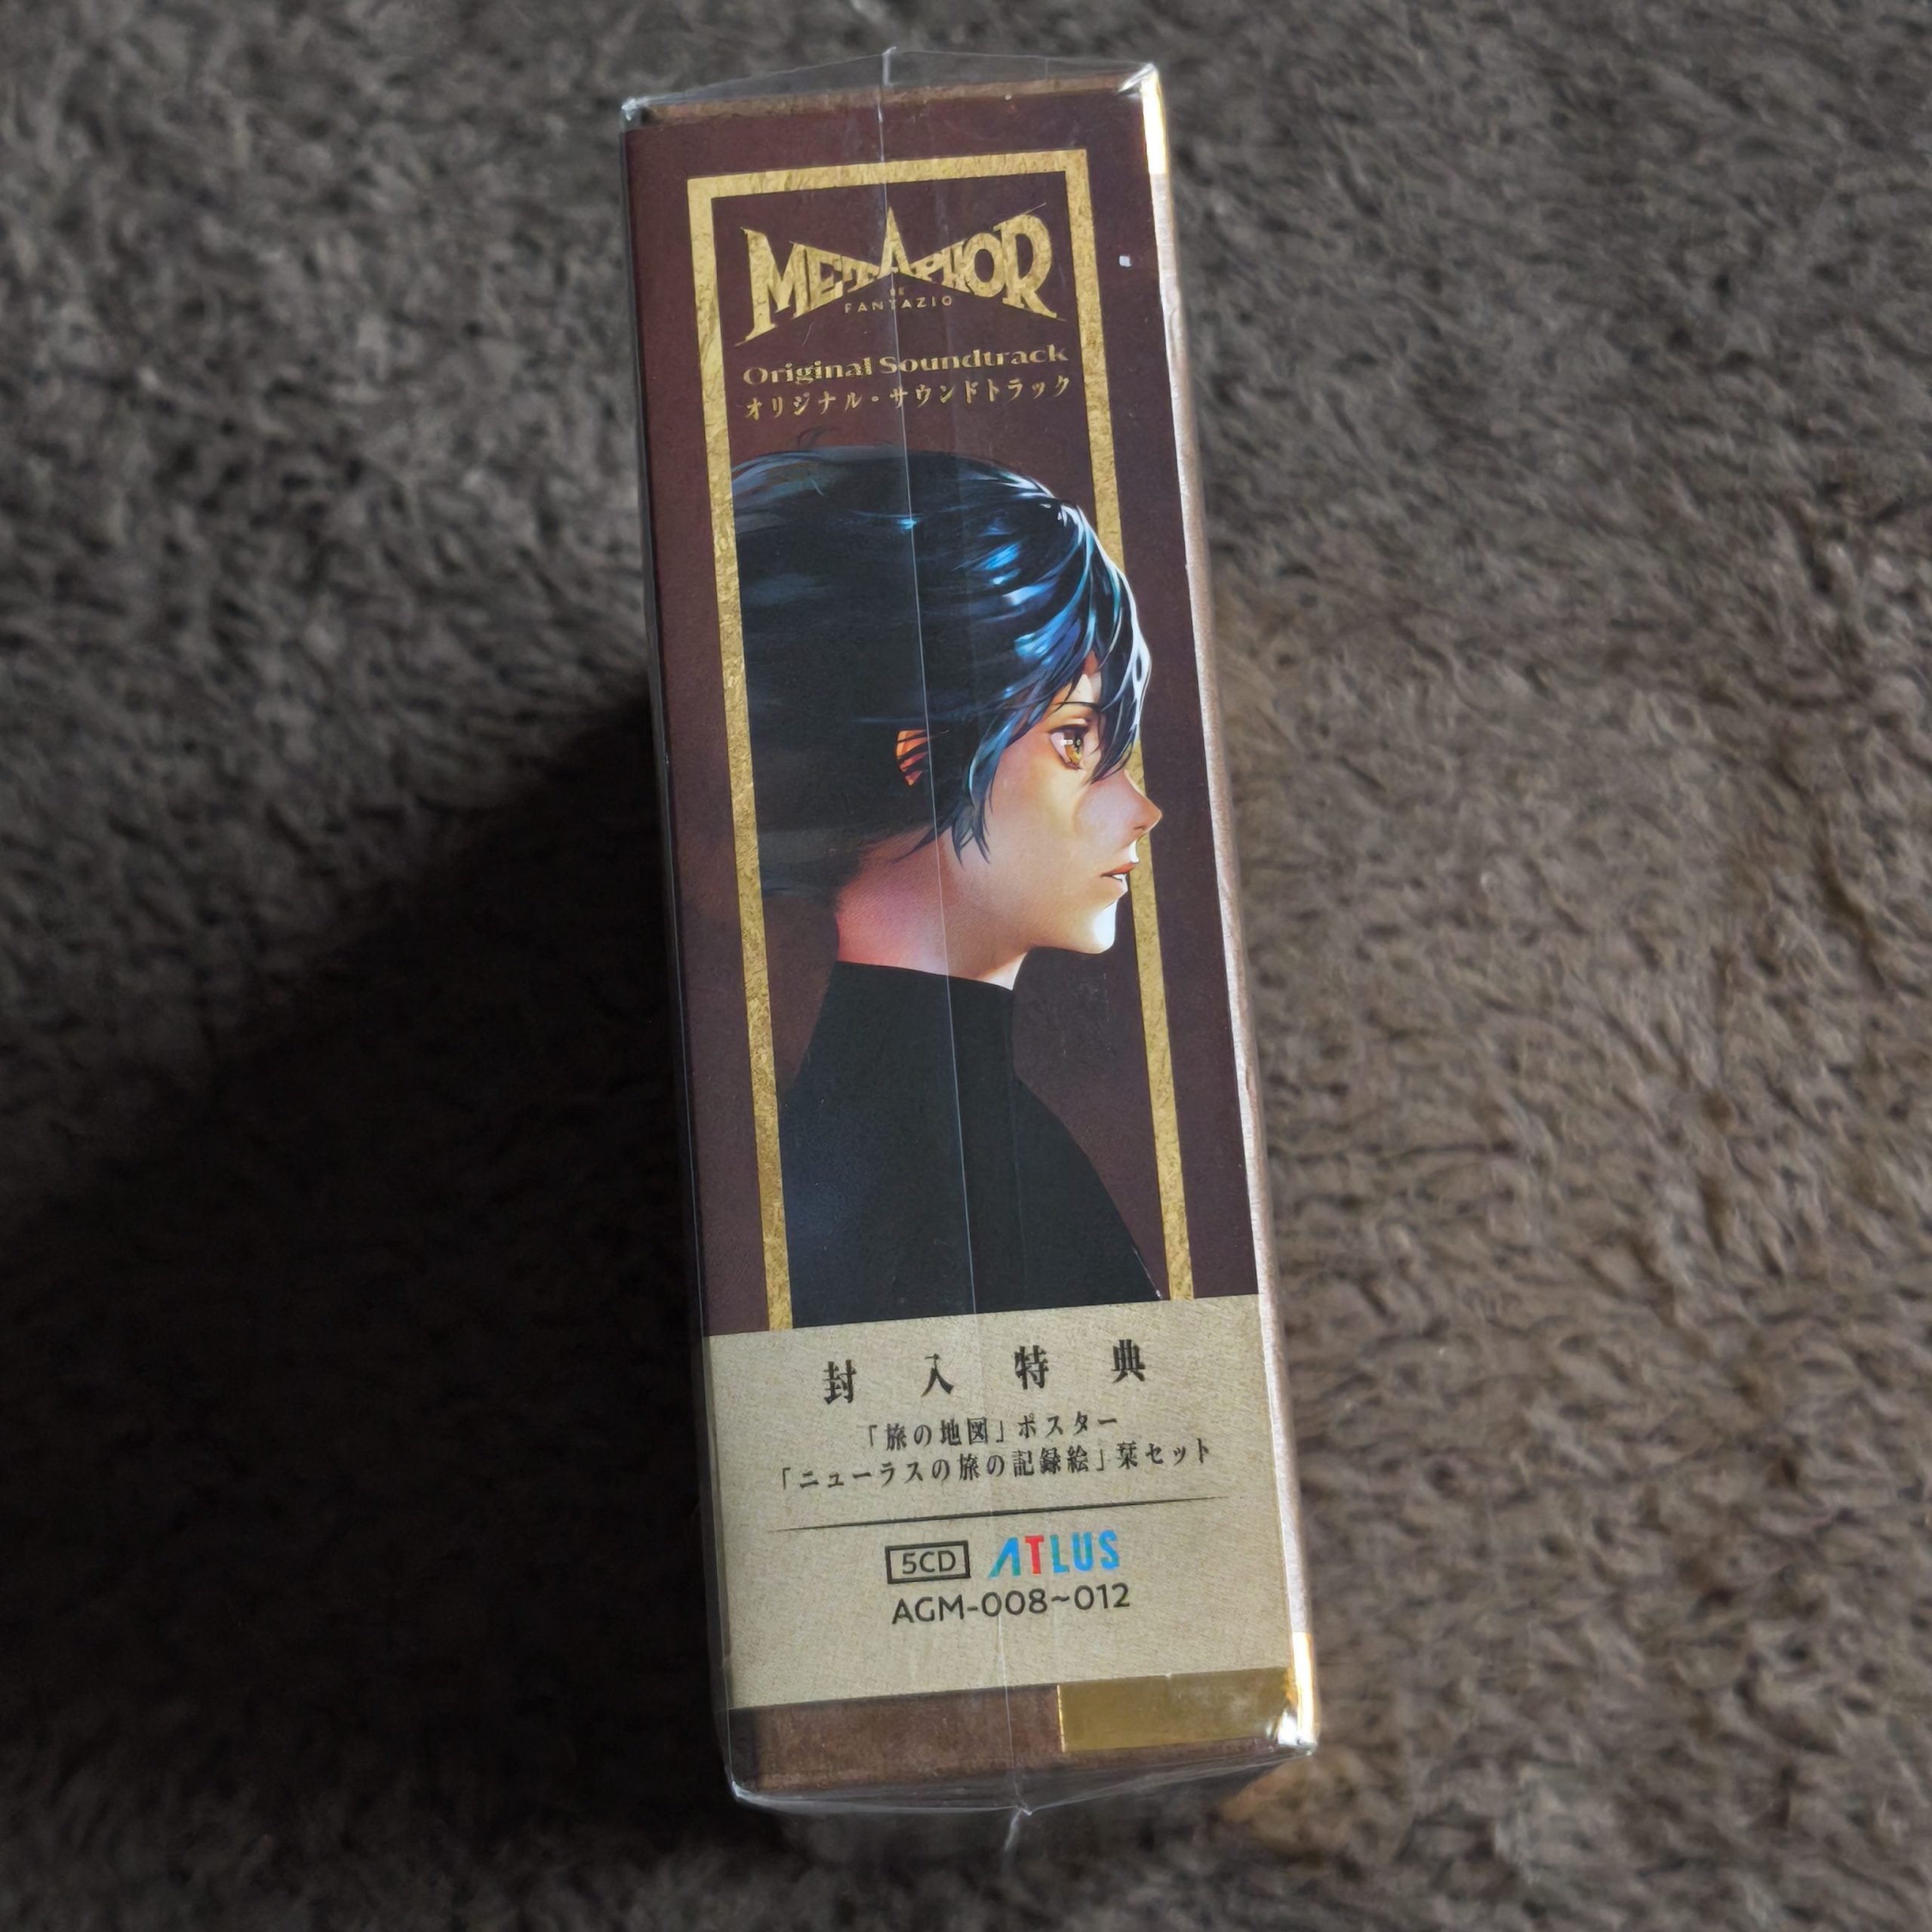 METAPHOR
DE
FANTAZIO
Original Soundtrack
オリジナル・サウンドトラック
封入特典
「旅の地図」ポスター
「ニューラスの旅の記録絵」栞セット
5CD ATLUS
AGM-008~012